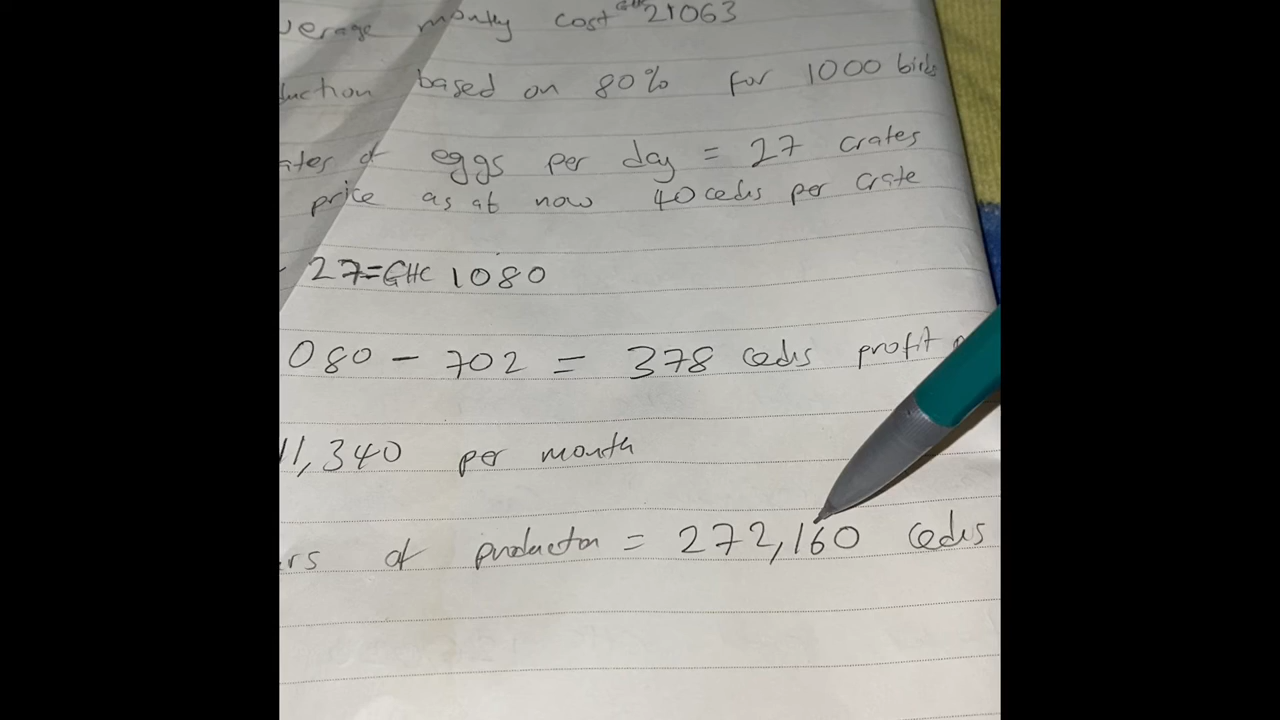 verage monthy cost GHC 21063
duction based on 80% for 1000 birds
ates of eggs per day = 27 crates
price as at now 40 cedis per crate
27=GHC 1080
080 - 702 = 378 cedis profit
11,340 per month
ers of production = 272,160 cedis